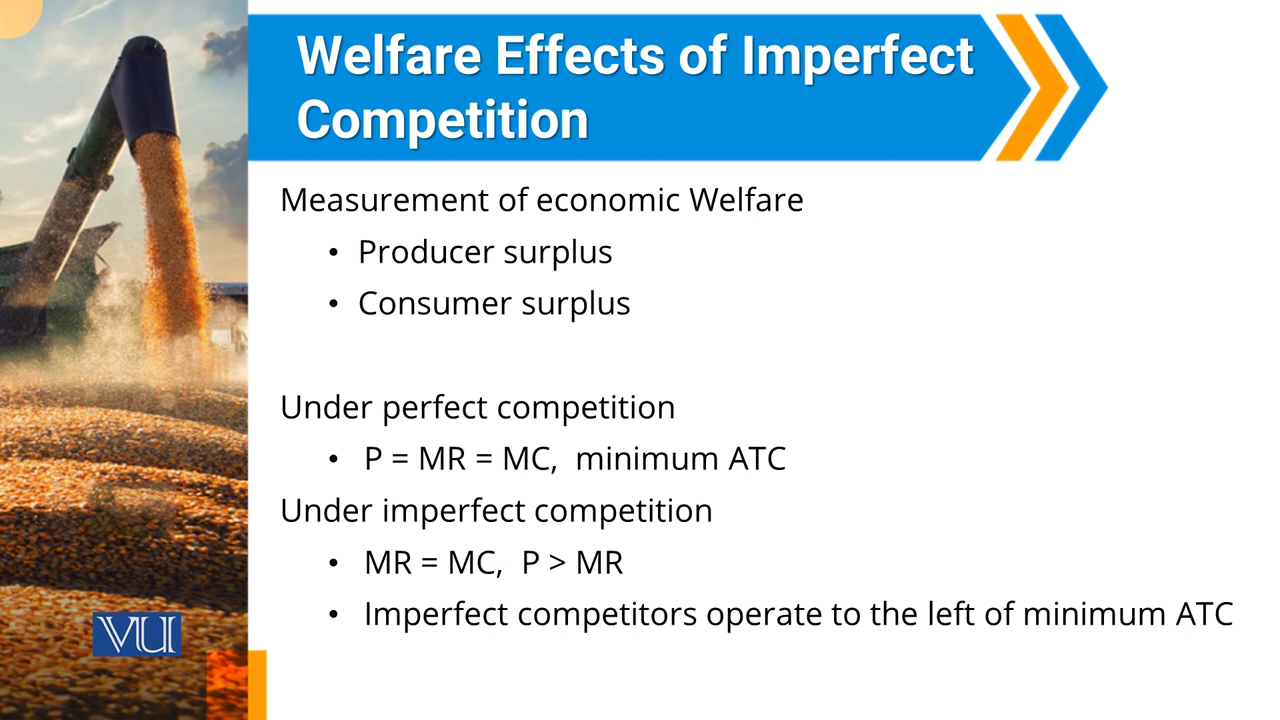 Welfare Effects of Imperfect
Competition
Measurement of economic Welfare
• Producer surplus
• Consumer surplus
Under perfect competition
• P = MR = MC, minimum ATC
Under imperfect competition
• MR = MC, P > MR
• Imperfect competitors operate to the left of minimum ATC
VU